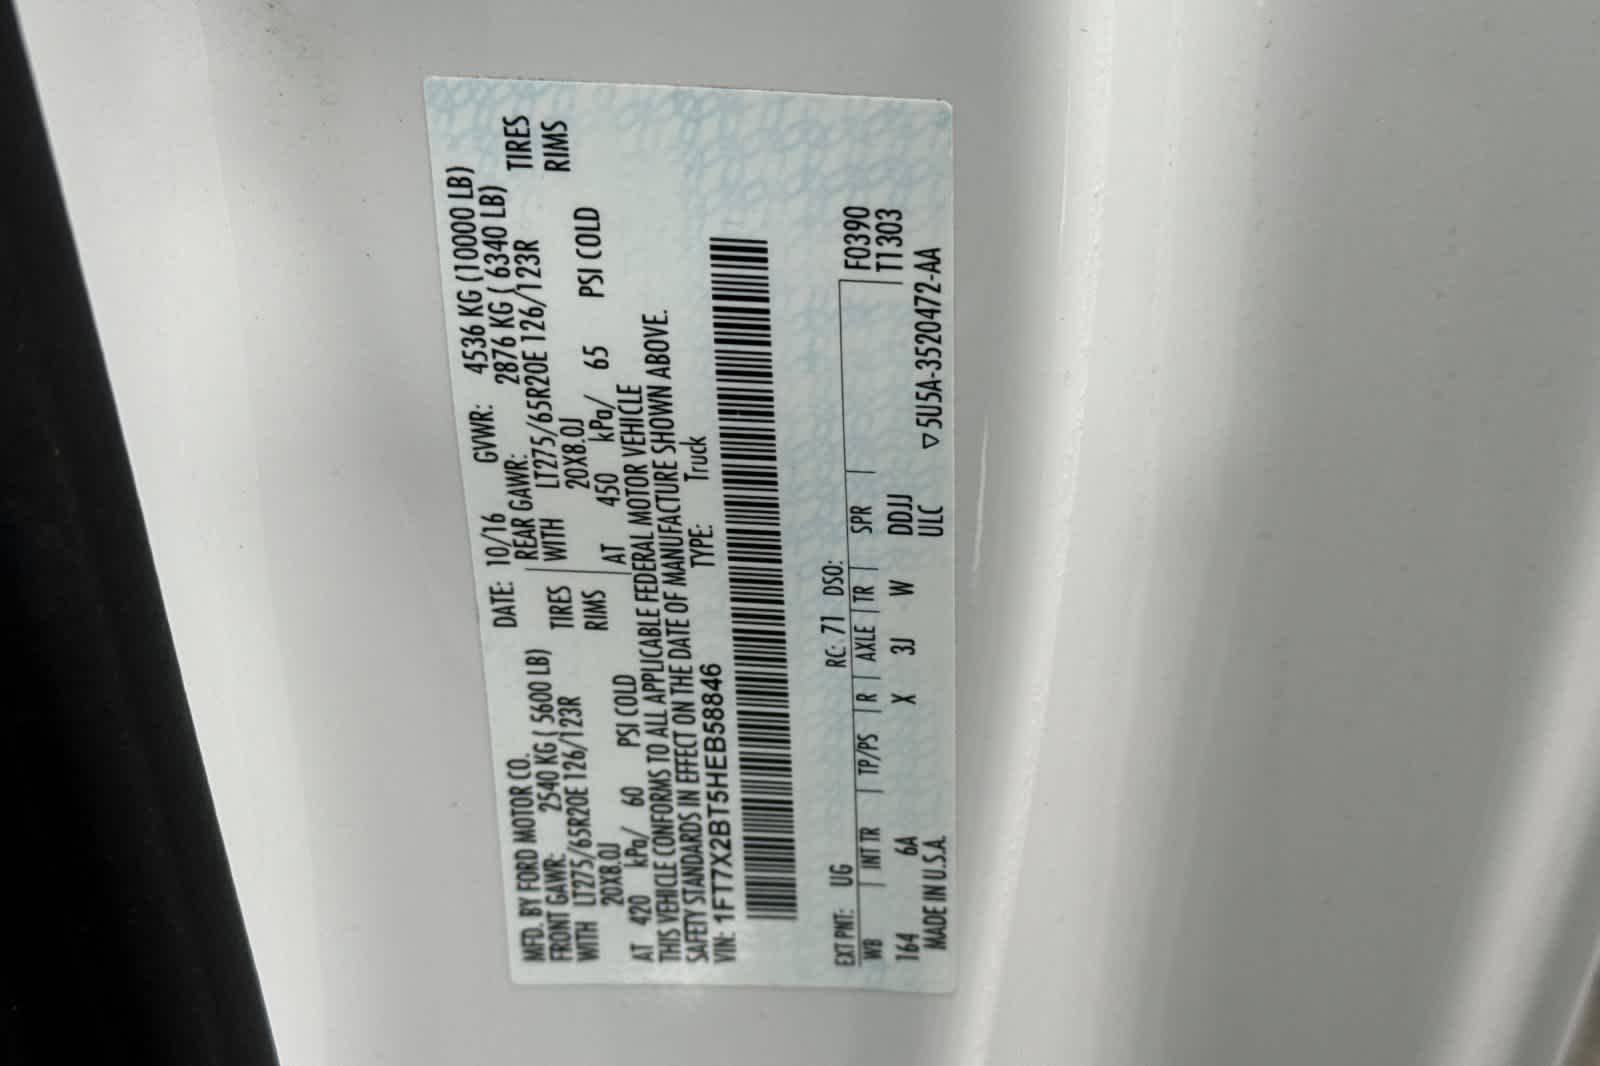 MFD. BY FORD MOTOR CO.
DATE: 10/16 GVWR: 4536 KG (10000 LB)
FRONT GAWR: 2540 KG ( 5600 LB) REAR GAWR: 2876 KG ( 6340 LB)
WITH LT275/65R20E 126/123R TIRES WITH LT275/65R20E 126/123R TIRES
20X8.0J RIMS 20X8.0J RIMS
AT 420 kPa/ 60 PSI COLD AT 450 kPa/ 65 PSI COLD
THIS VEHICLE CONFORMS TO ALL APPLICABLE FEDERAL MOTOR VEHICLE
SAFETY STANDARDS IN EFFECT ON THE DATE OF MANUFACTURE SHOWN ABOVE.
VIN: 1FT7X2BT5HEB58846 TYPE: Truck
EXT PNT: UG RC: 71 DSO: F0390
WB INT TR TP/PS R AXLE TR SPR T1303
164 6A X 3J W DDJJ
MADE IN U.S.A. ULC ▽5U5A-3520472-AA